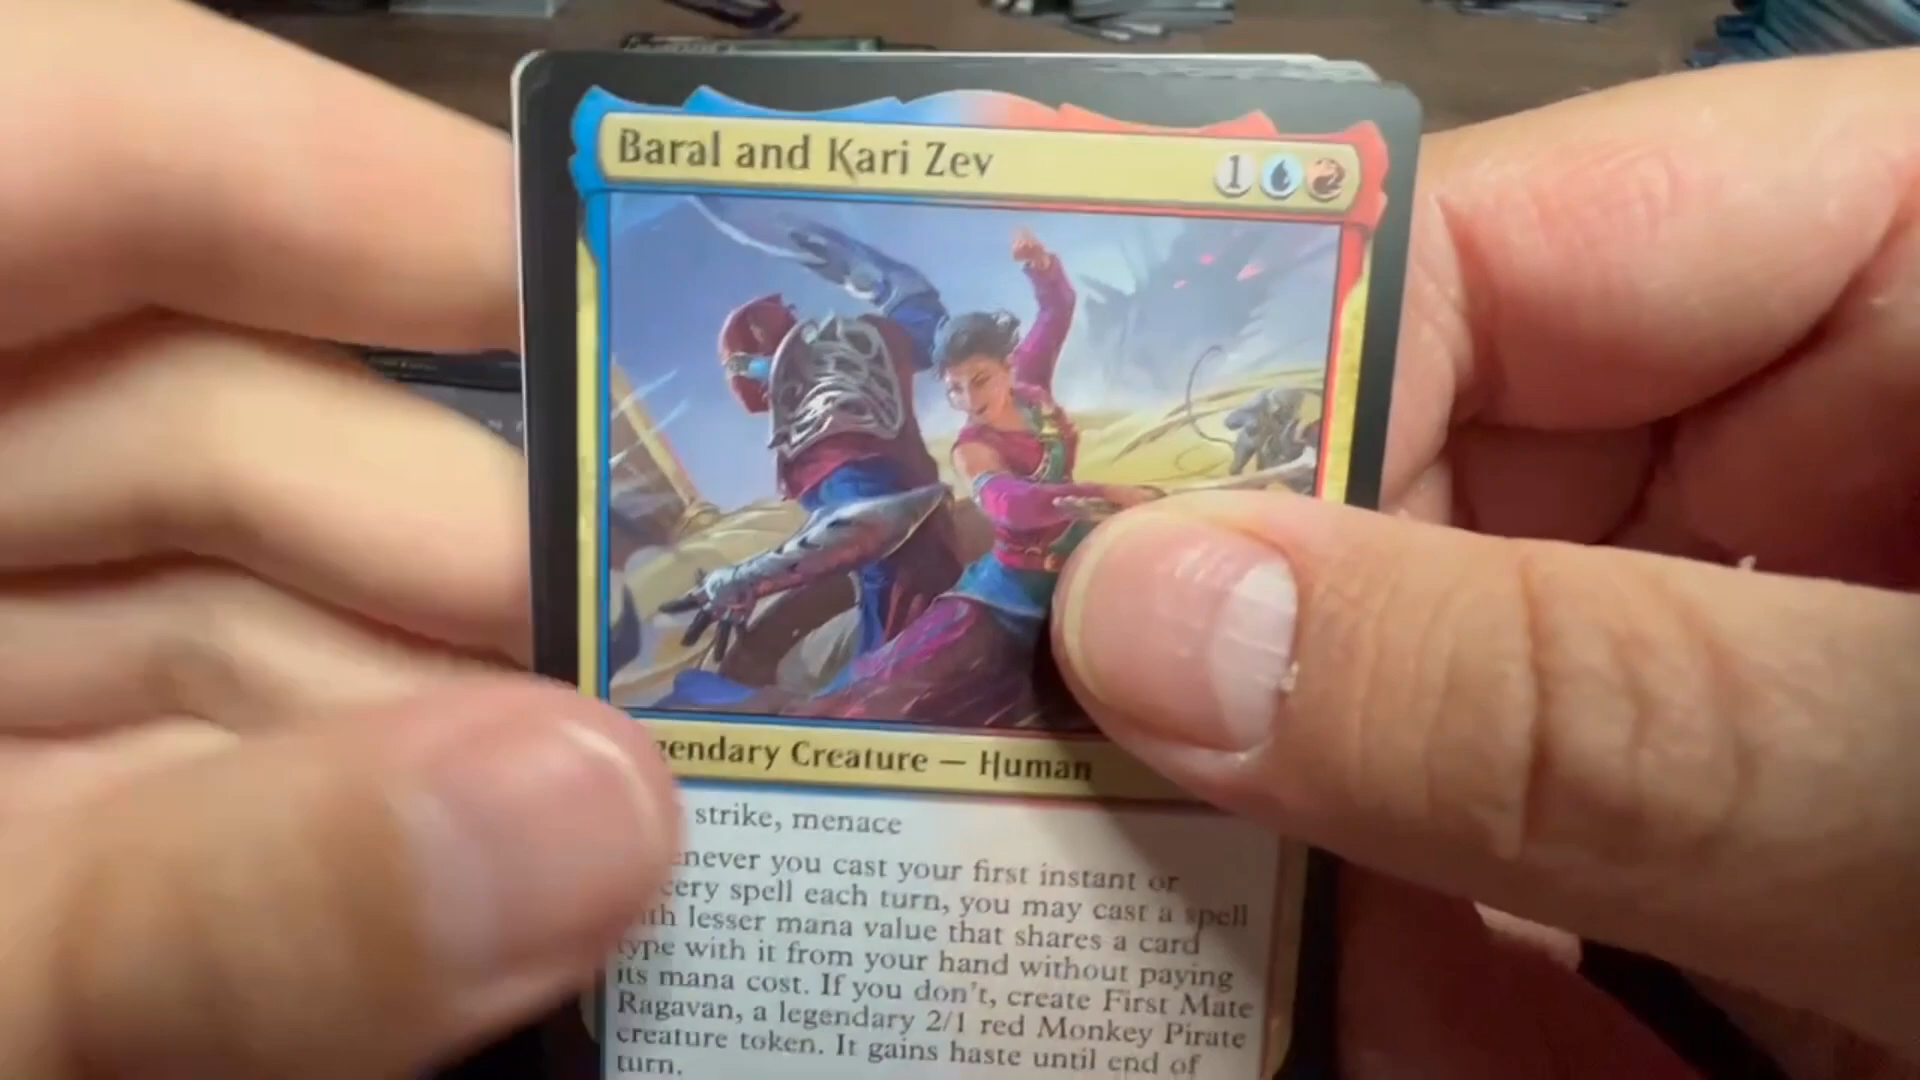 Baral and Kari Zev 1
gendary Creature — Human
strike, menace
enever you cast your first instant or
cery spell each turn, you may cast a spell
ith lesser mana value that shares a card
type with it from your hand without paying
its mana cost. If you don't, create First Mate
Ragavan, a legendary 2/1 red Monkey Pirate
creature token. It gains haste until end of
turn.